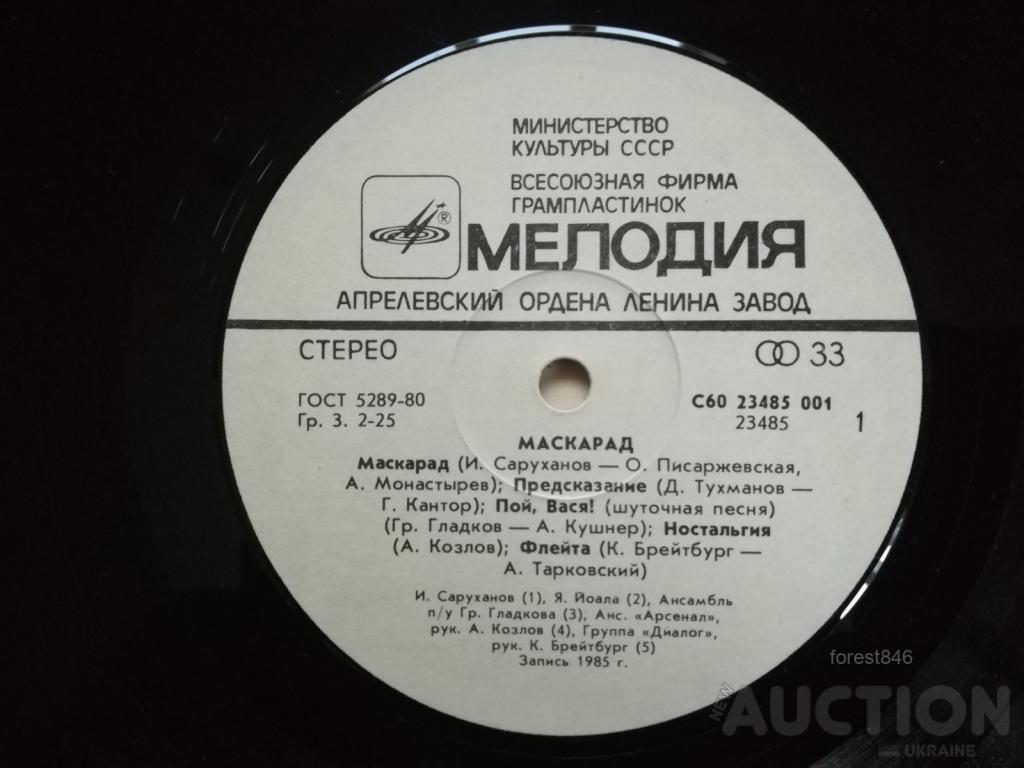 МИНИСТЕРСТВО
КУЛЬТУРЫ СССР
ВСЕСОЮЗНАЯ ФИРМА
ГРАМПЛАСТИНОК
®
МЕЛОДИЯ
АПРЕЛЕВСКИЙ ОРДЕНА ЛЕНИНА ЗАВОД
СТЕРЕО
33
ГОСТ 5289-80
Гр. 3. 2-25
С60 23485 001
23485
1
МАСКАРАД
Маскарад (И. Саруханов — О. Писаржевская,
А. Монастырев); Предсказание (Д. Тухманов —
Г. Кантор); Пой, Вася! (шуточная песня)
(Гр. Гладков — А. Кушнер); Ностальгия
(А. Козлов); Флейта (К. Брейтбург —
А. Тарковский)
И. Саруханов (1), Я. Йоала (2), Ансамбль
п/у Гр. Гладкова (3), Анс. «Арсенал»,
рук. А. Козлов (4), Группа «Диалог»,
рук. К. Брейтбург (5)
Запись 1985 г.
forest846
NEW
AUCTION
UKRAINE